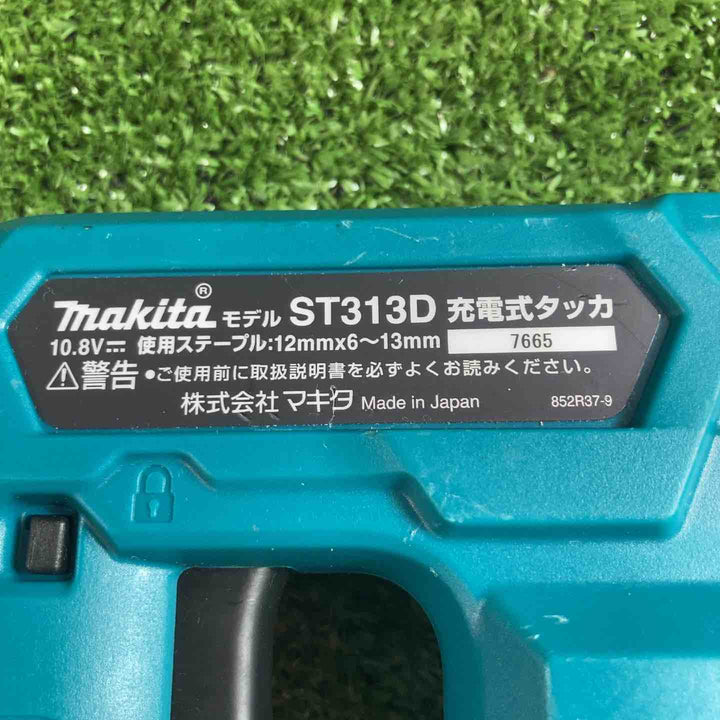 makita® モデル ST313D 充電式タッカ
10.8V⎓ 使用ステープル:12mmx6～13mm 7665
⚠警告 •ご使用前に取扱説明書を必ずよくお読みください。
株式会社マキタ Made in Japan 852R37-9